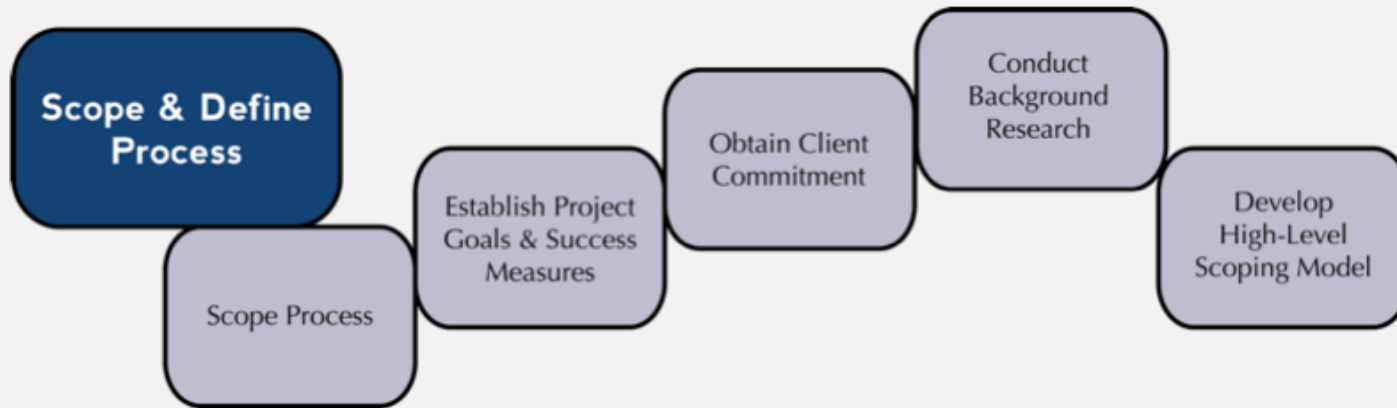 Scope & Define
Process
Scope Process
Establish Project
Goals & Success
Measures
Obtain Client
Commitment
Conduct
Background
Research
Develop
High-Level
Scoping Model